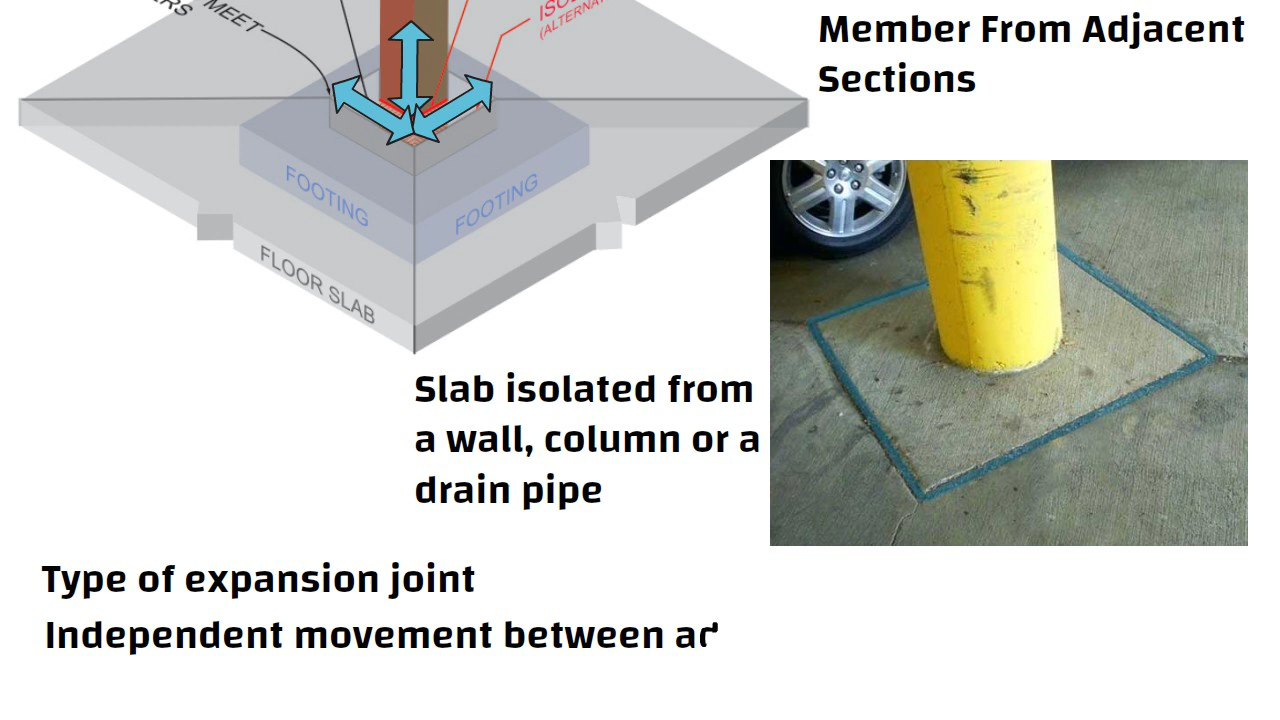 MEET
(ALTERNA
Member From Adjacent
Sections
FOOTING
FOOTING
FLOOR SLAB
Slab isolated from
a wall, column or a
drain pipe
Type of expansion joint
Independent movement between